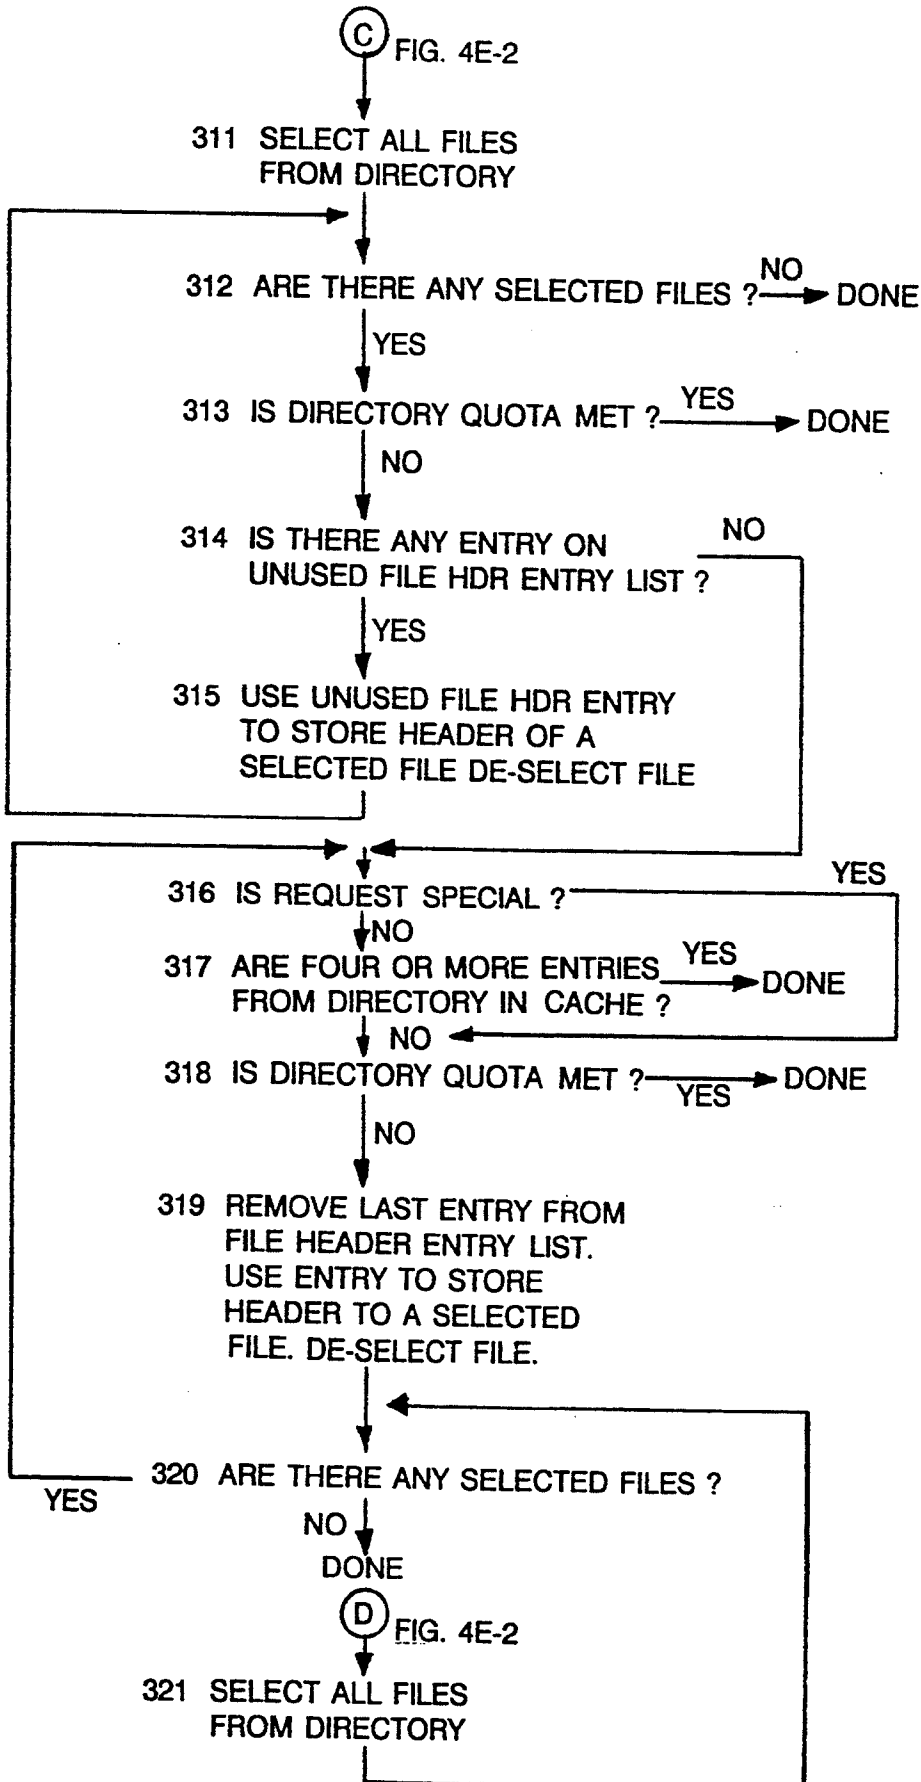 C FIG. 4E-2
311 SELECT ALL FILES
FROM DIRECTORY
312 ARE THERE ANY SELECTED FILES ? NO DONE
YES
313 IS DIRECTORY QUOTA MET ? YES DONE
NO
314 IS THERE ANY ENTRY ON NO
UNUSED FILE HDR ENTRY LIST ?
YES
315 USE UNUSED FILE HDR ENTRY
TO STORE HEADER OF A
SELECTED FILE DE-SELECT FILE
316 IS REQUEST SPECIAL ? YES
NO
317 ARE FOUR OR MORE ENTRIES YES DONE
FROM DIRECTORY IN CACHE ?
NO
318 IS DIRECTORY QUOTA MET ? YES DONE
NO
319 REMOVE LAST ENTRY FROM
FILE HEADER ENTRY LIST.
USE ENTRY TO STORE
HEADER TO A SELECTED
FILE. DE-SELECT FILE.
320 ARE THERE ANY SELECTED FILES ?
YES
NO
DONE
D FIG. 4E-2
321 SELECT ALL FILES
FROM DIRECTORY